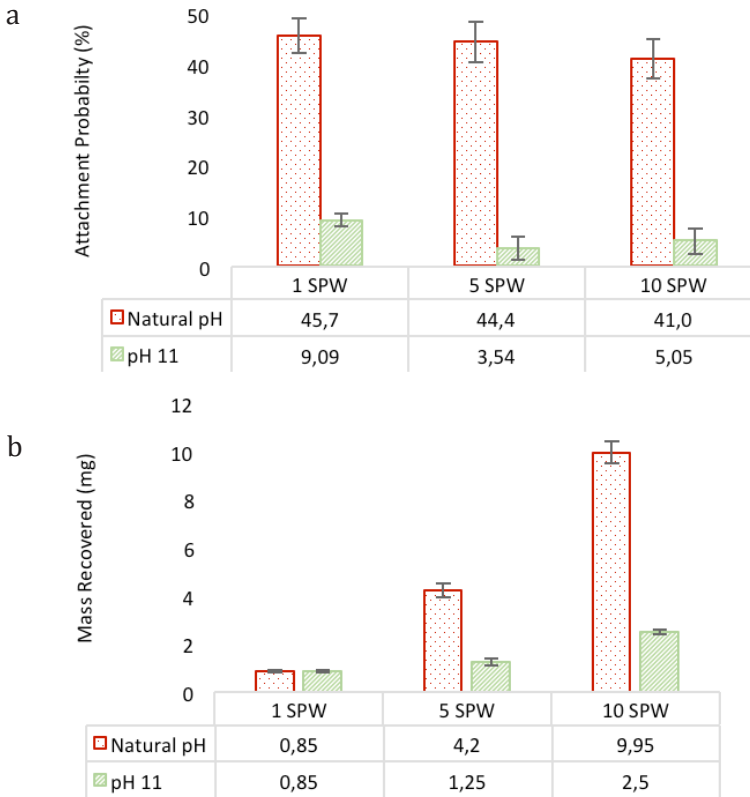 a
Attachment Probabilty (%)
50
40
30
20
10
0
1 SPW 5 SPW 10 SPW
Natural pH 45,7 44,4 41,0
pH 11 9,09 3,54 5,05
b
Mass Recovered (mg)
12
10
8
6
4
2
0
1 SPW 5 SPW 10 SPW
Natural pH 0,85 4,2 9,95
pH 11 0,85 1,25 2,5